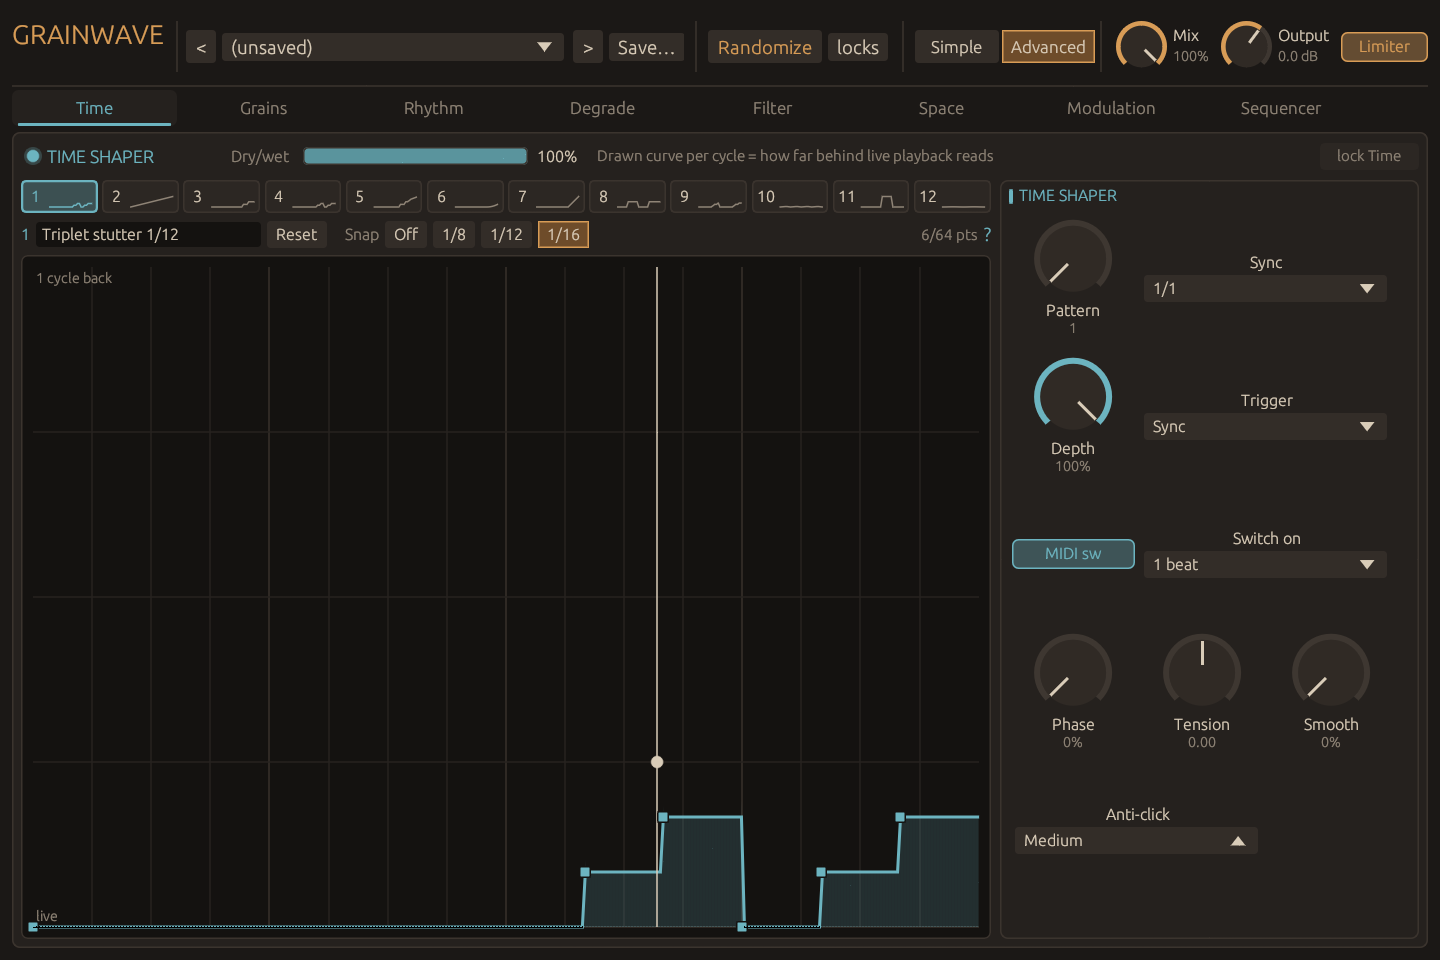 GRAINWAVE
< (unsaved) > Save... Randomize locks Simple Advanced Mix 100% Output 0.0 dB Limiter
Time Grains Rhythm Degrade Filter Space Modulation Sequencer
TIME SHAPER Dry/wet 100% Drawn curve per cycle = how far behind live playback reads lock Time
1 2 3 4 5 6 7 8 9 10 11 12
1 Triplet stutter 1/12 Reset Snap Off 1/8 1/12 1/16 6/64 pts ?
1 cycle back
live
TIME SHAPER
Pattern
1
Sync
1/1
Depth
100%
Trigger
Sync
MIDI sw
Switch on
1 beat
Phase
0%
Tension
0.00
Smooth
0%
Anti-click
Medium